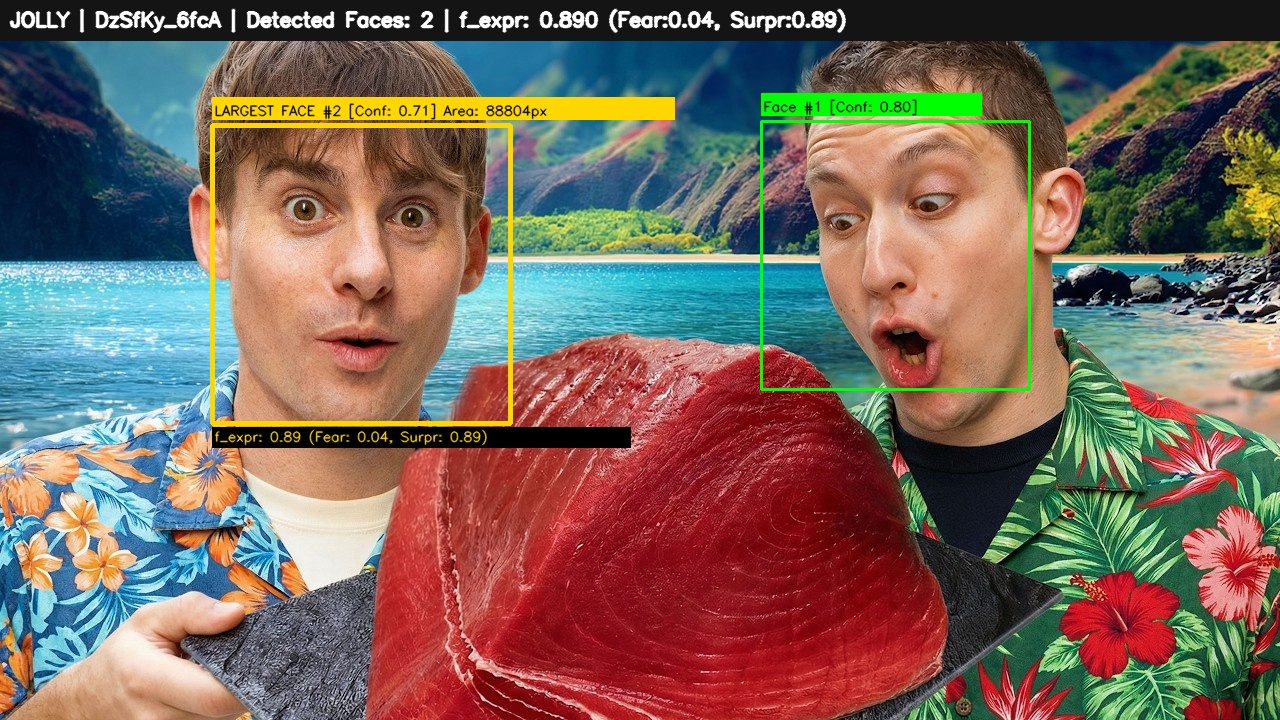 JOLLY | DzSfKy_6fcA | Detected Faces: 2 | f_expr: 0.890 (Fear:0.04, Surpr:0.89)
LARGEST FACE #2 [Conf: 0.71] Area: 88804px
Face #1 [Conf: 0.80]
f_expr: 0.89 (Fear: 0.04, Surpr: 0.89)